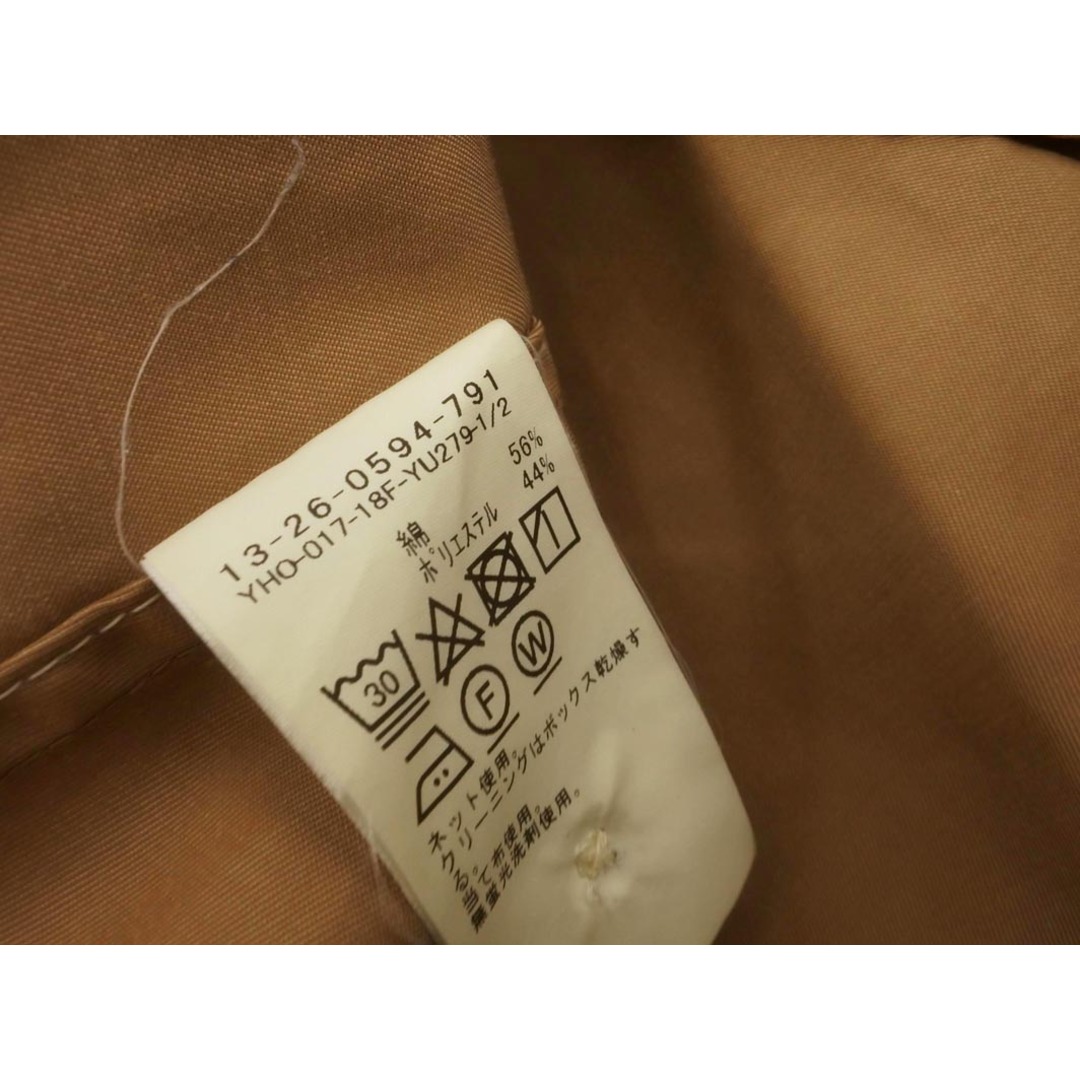 13-26-0594-791
YHO-017-18F-YU279-1/2
綿 56%
ポリエステル 44%
30
F W
ネット使用。
クリーニングはボックス乾燥す
る。
当て布使用。
無蛍光洗剤使用。